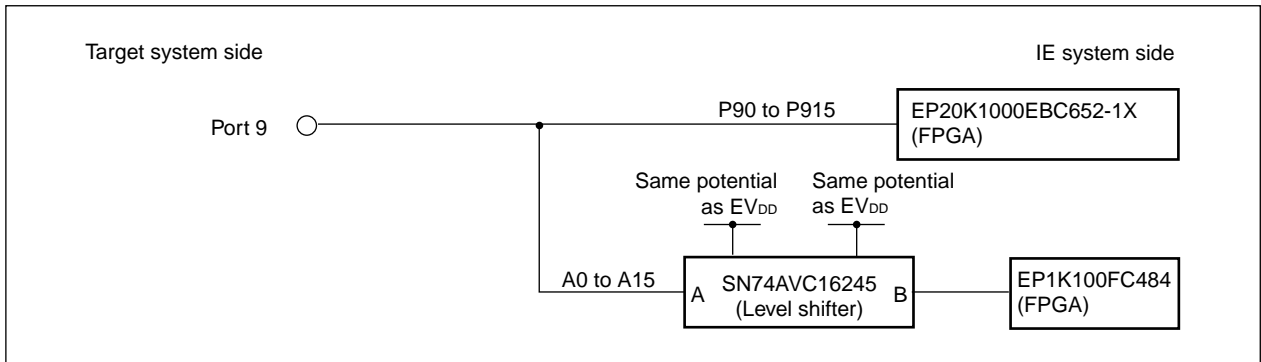 Target system side
IE system side
Port 9
P90 to P915
EP20K1000EBC652-1X
(FPGA)
Same potential
as EVDD
Same potential
as EVDD
A0 to A15
A
SN74AVC16245
(Level shifter)
B
EP1K100FC484
(FPGA)